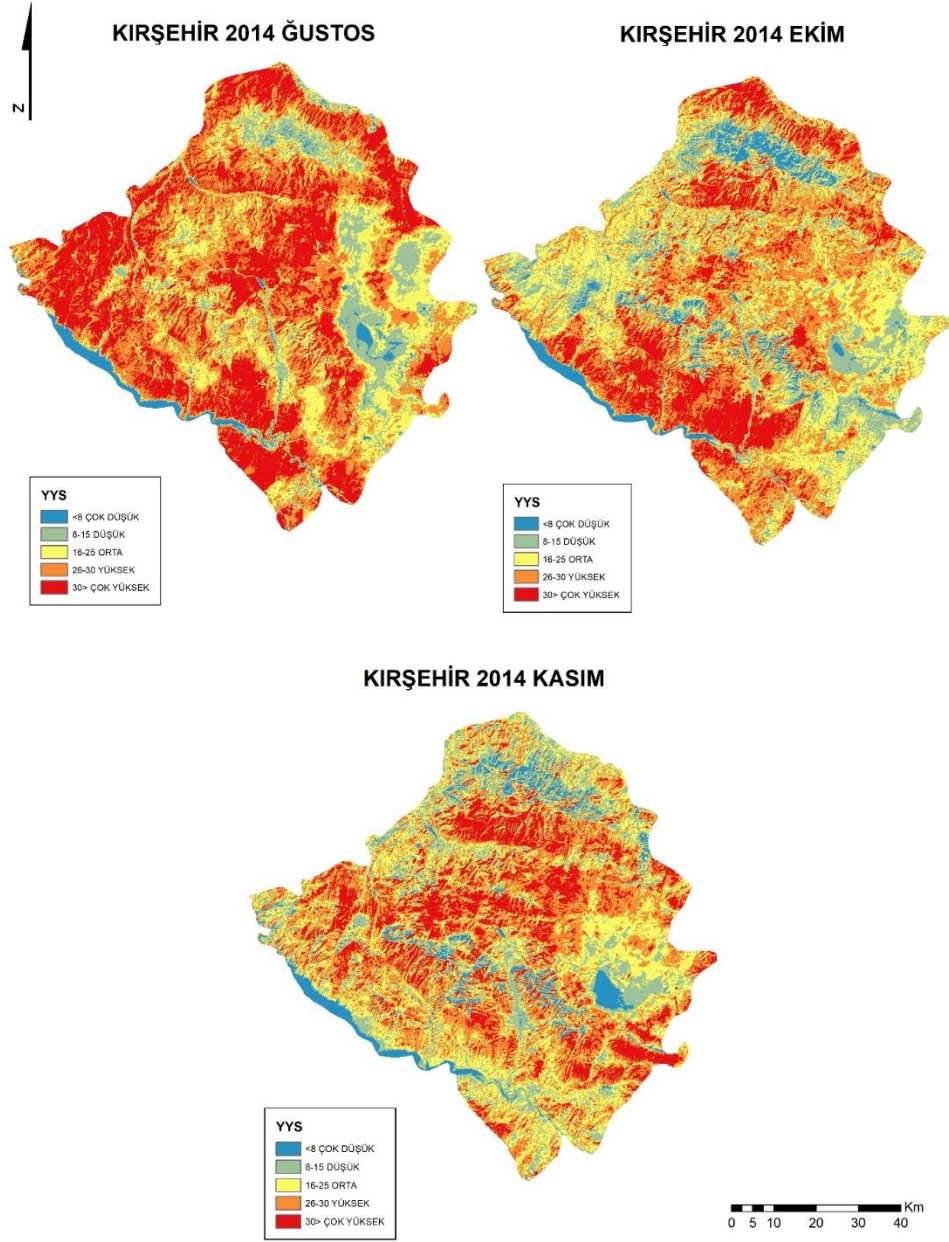 KIRŞEHİR 2014 ĞUSTOS
KIRŞEHİR 2014 EKİM
Z
YYS
<8 ÇOK DÜŞÜK
8-15 DÜŞÜK
16-25 ORTA
26-30 YÜKSEK
30> ÇOK YÜKSEK
YYS
<8 ÇOK DÜŞÜK
8-15 DÜŞÜK
16-25 ORTA
26-30 YÜKSEK
30> ÇOK YÜKSEK
KIRŞEHİR 2014 KASIM
YYS
<8 ÇOK DÜŞÜK
8-15 DÜŞÜK
16-25 ORTA
26-30 YÜKSEK
30> ÇOK YÜKSEK
Km
0 5 10 20 30 40